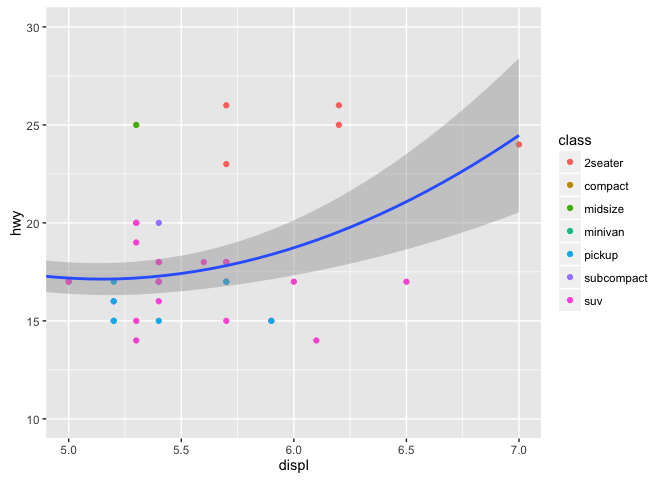 30
25
20
15
10
hwy
5.0 5.5 6.0 6.5 7.0
displ
class
2seater
compact
midsize
minivan
pickup
subcompact
suv